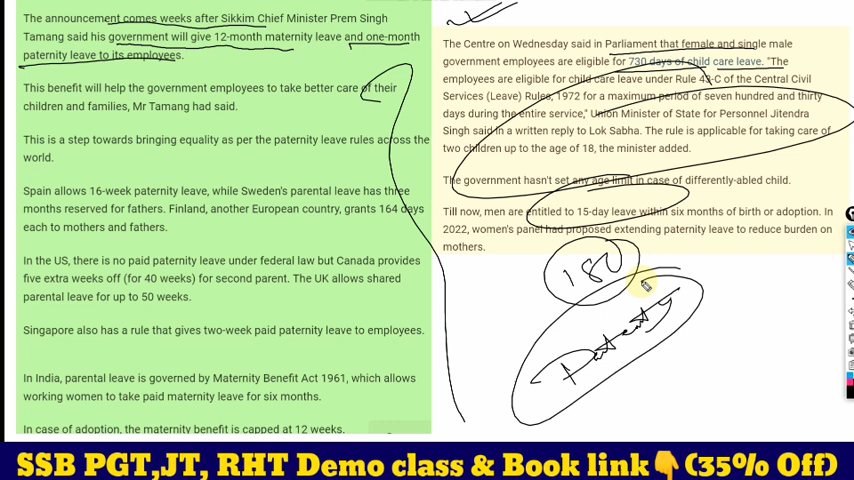 The announcement comes weeks after Sikkim Chief Minister Prem Singh
Tamang said his government will give 12-month maternity leave and one-month
paternity leave to its employees.
This benefit will help the government employees to take better care of their
children and families, Mr Tamang had said.
This is a step towards bringing equality as per the paternity leave rules across the
world.
Spain allows 16-week paternity leave, while Sweden's parental leave has three
months reserved for fathers. Finland, another European country, grants 164 days
each to mothers and fathers.
In the US, there is no paid paternity leave under federal law but Canada provides
five extra weeks off (for 40 weeks) for second parent. The UK allows shared
parental leave for up to 50 weeks.
Singapore also has a rule that gives two-week paid paternity leave to employees.
In India, parental leave is governed by Maternity Benefit Act 1961, which allows
working women to take paid maternity leave for six months.
In case of adoption, the maternity benefit is capped at 12 weeks.
The Centre on Wednesday said in Parliament that female and single male
government employees are eligible for 730 days of child care leave. "The
employees are eligible for child care leave under Rule 43-C of the Central Civil
Services (Leave) Rules, 1972 for a maximum period of seven hundred and thirty
days during the entire service," Union Minister of State for Personnel Jitendra
Singh said in a written reply to Lok Sabha. The rule is applicable for taking care of
two children up to the age of 18, the minister added.
The government hasn't set any age limit in case of differently-abled child.
Till now, men are entitled to 15-day leave within six months of birth or adoption. In
2022, women's panel had proposed extending paternity leave to reduce burden on
mothers.
180
SSB PGT,JT, RHT Demo class & Book link👇(35% Off)